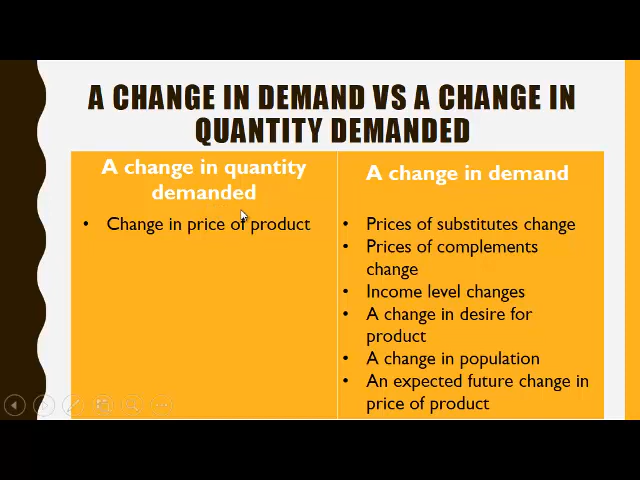 A CHANGE IN DEMAND VS A CHANGE IN
QUANTITY DEMANDED
A change in quantity
demanded
• Change in price of product
A change in demand
• Prices of substitutes change
• Prices of complements
change
• Income level changes
• A change in desire for
product
• A change in population
• An expected future change in
price of product